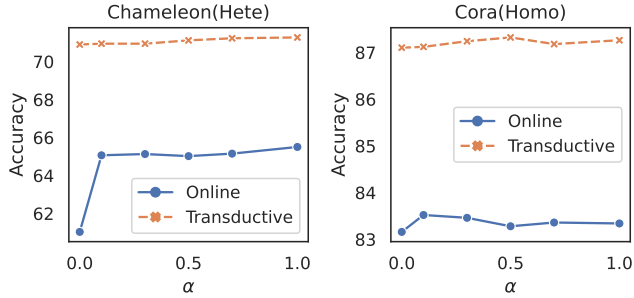 Chameleon(Hete)
Accuracy
70
68
66
64
62
Online
Transductive
0.0 0.5 1.0
α
Cora(Homo)
Accuracy
87
86
85
84
83
Online
Transductive
0.0 0.5 1.0
α